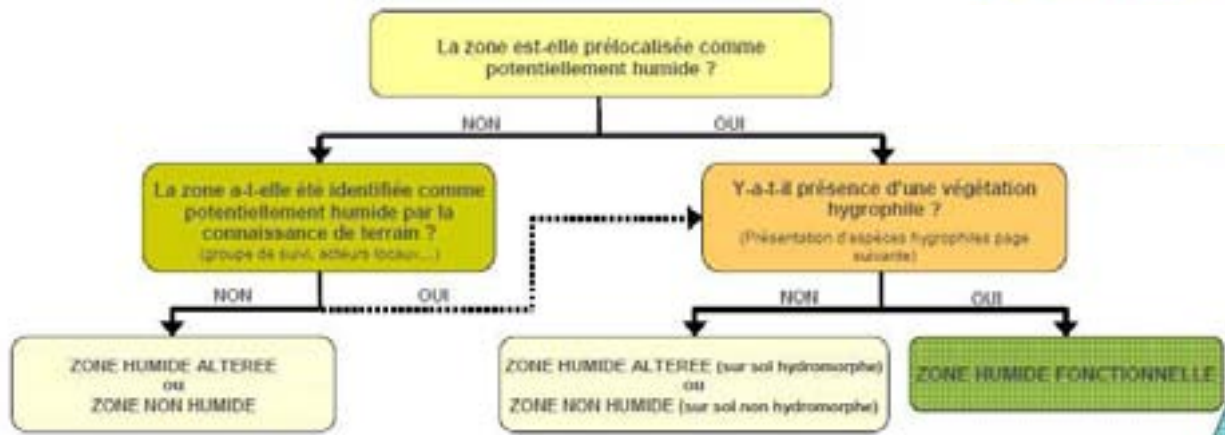 La zone est-elle prélocalisée comme
potentiellement humide ?
NON
OUI
La zone a-t-elle été identifiée comme
potentiellement humide par la
connaissance de terrain ?
(groupe de suivi, acteurs locaux...)
Y-a-t-il présence d'une végétation
hygrophile ?
(Présentation d'espèces hygrophiles page
suivante)
NON
OUI
NON
OUI
ZONE HUMIDE ALTEREE
ou
ZONE NON HUMIDE
ZONE HUMIDE ALTEREE (sur sol hydromorphe)
ou
ZONE NON HUMIDE (sur sol non hydromorphe)
ZONE HUMIDE FONCTIONNELLE